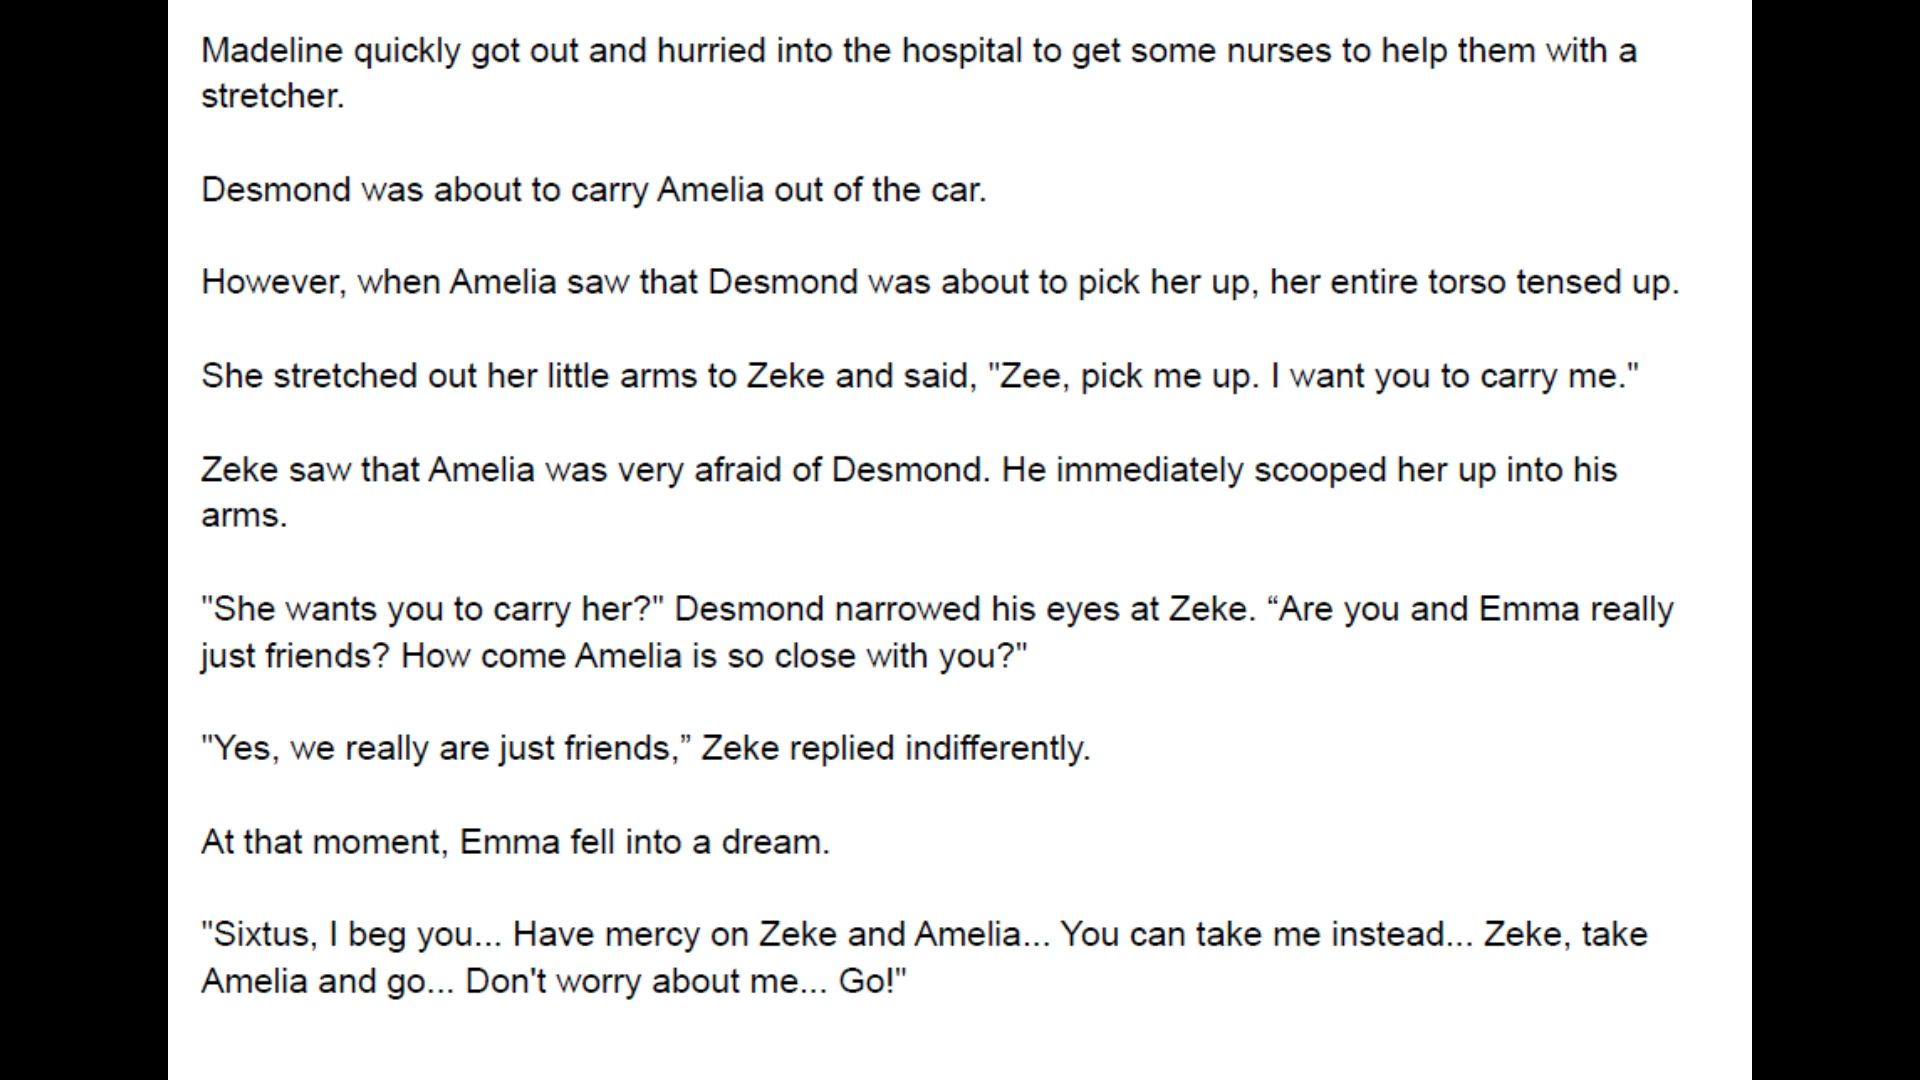 Madeline quickly got out and hurried into the hospital to get some nurses to help them with a
stretcher.
Desmond was about to carry Amelia out of the car.
However, when Amelia saw that Desmond was about to pick her up, her entire torso tensed up.
She stretched out her little arms to Zeke and said, "Zee, pick me up. I want you to carry me."
Zeke saw that Amelia was very afraid of Desmond. He immediately scooped her up into his
arms.
"She wants you to carry her?" Desmond narrowed his eyes at Zeke. “Are you and Emma really
just friends? How come Amelia is so close with you?"
"Yes, we really are just friends,” Zeke replied indifferently.
At that moment, Emma fell into a dream.
"Sixtus, I beg you... Have mercy on Zeke and Amelia... You can take me instead... Zeke, take
Amelia and go... Don't worry about me... Go!"